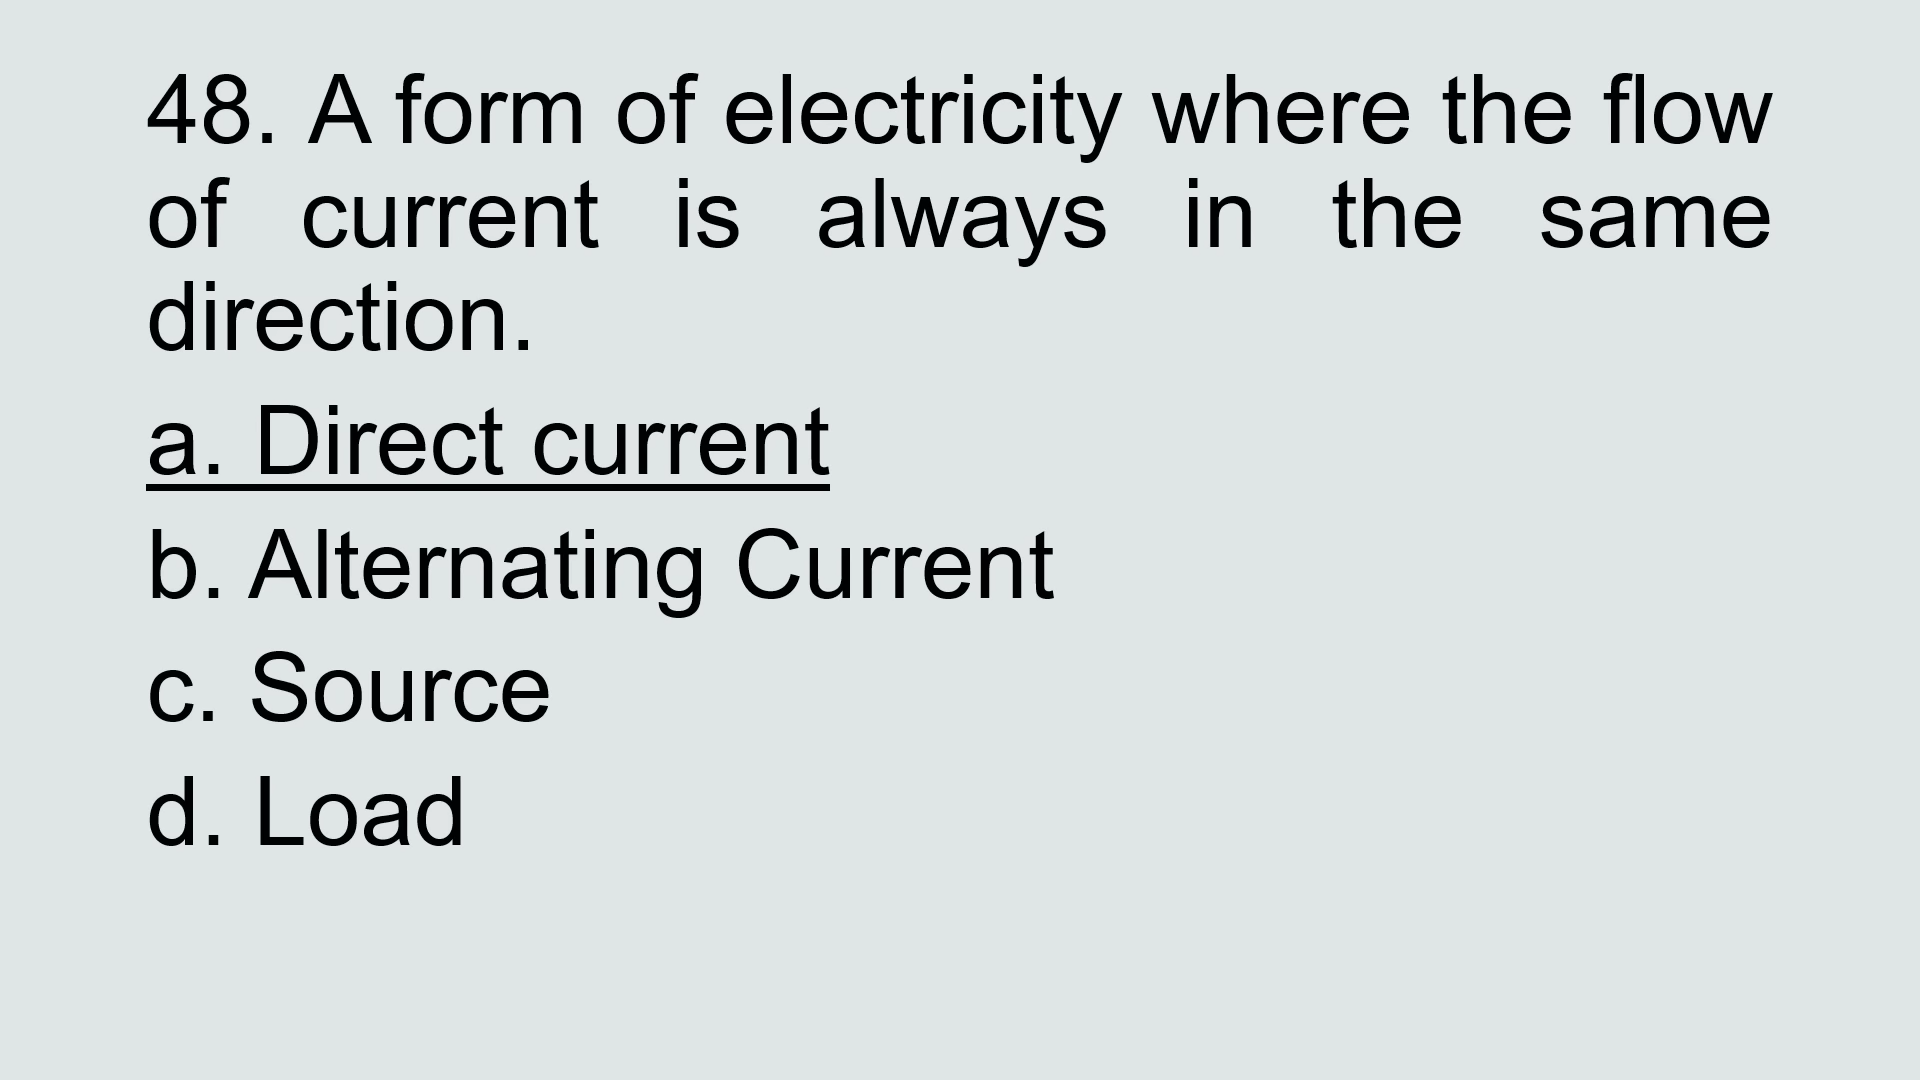 48. A form of electricity where the flow
of current is always in the same
direction.
a. Direct current
b. Alternating Current
c. Source
d. Load